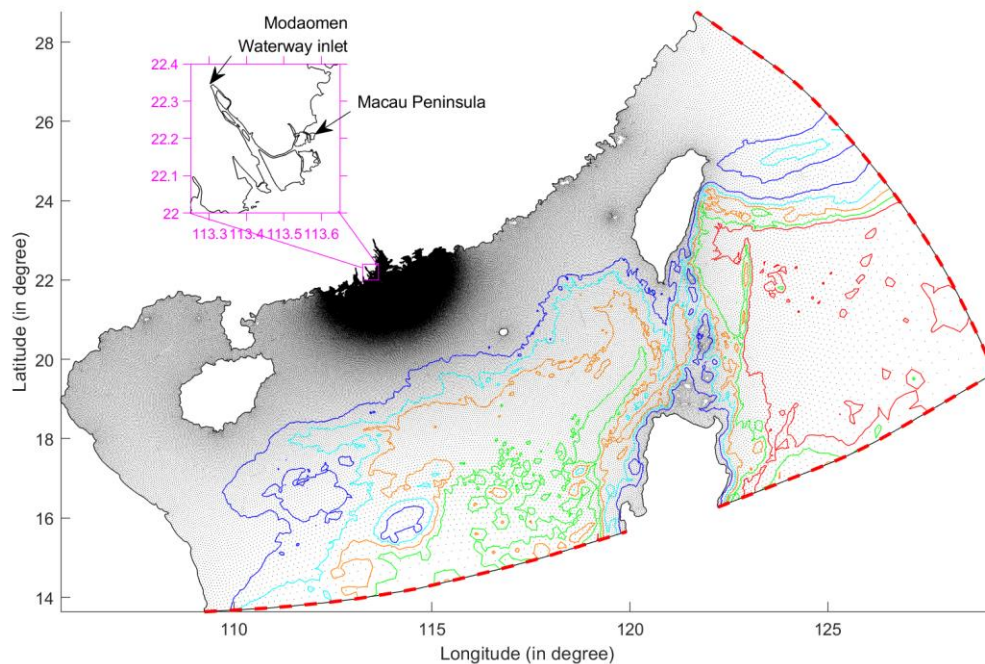 Modaomen
Waterway inlet
Macau Peninsula
22.4
22.3
22.2
22.1
22
113.3 113.4 113.5 113.6
28
26
24
22
20
18
16
14
Latitude (in degree)
110 115 120 125
Longitude (in degree)